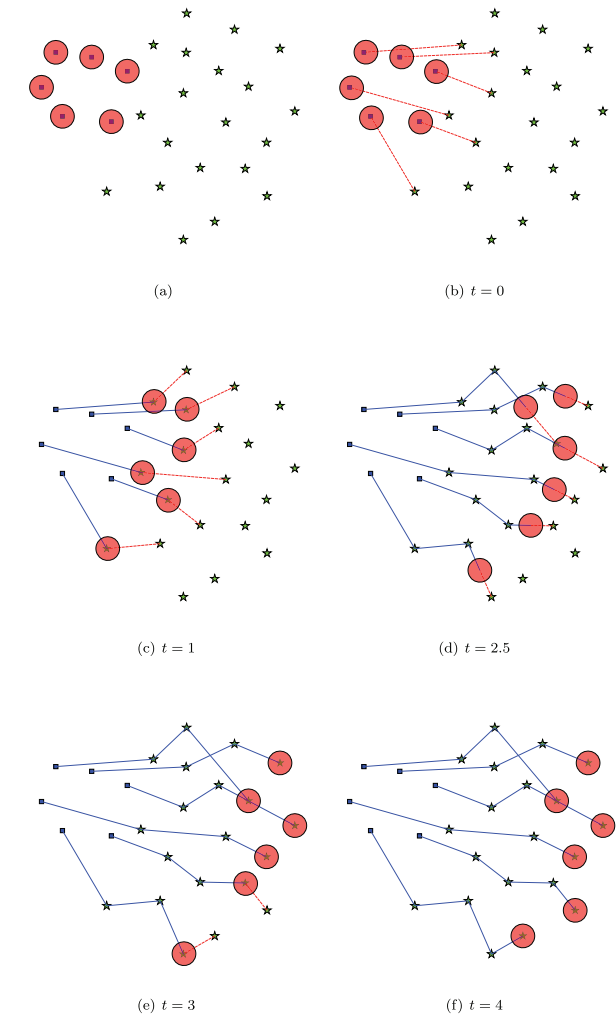 (a)
(b) t = 0
(c) t = 1
(d) t = 2.5
(e) t = 3
(f) t = 4